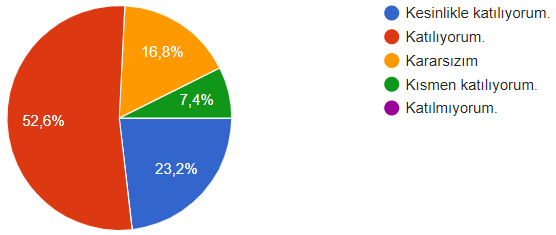 Kesinlikle katılıyorum.
Katılıyorum.
Kararsızım
Kısmen katılıyorum.
Katılmıyorum.
16,8%
7,4%
52,6%
23,2%